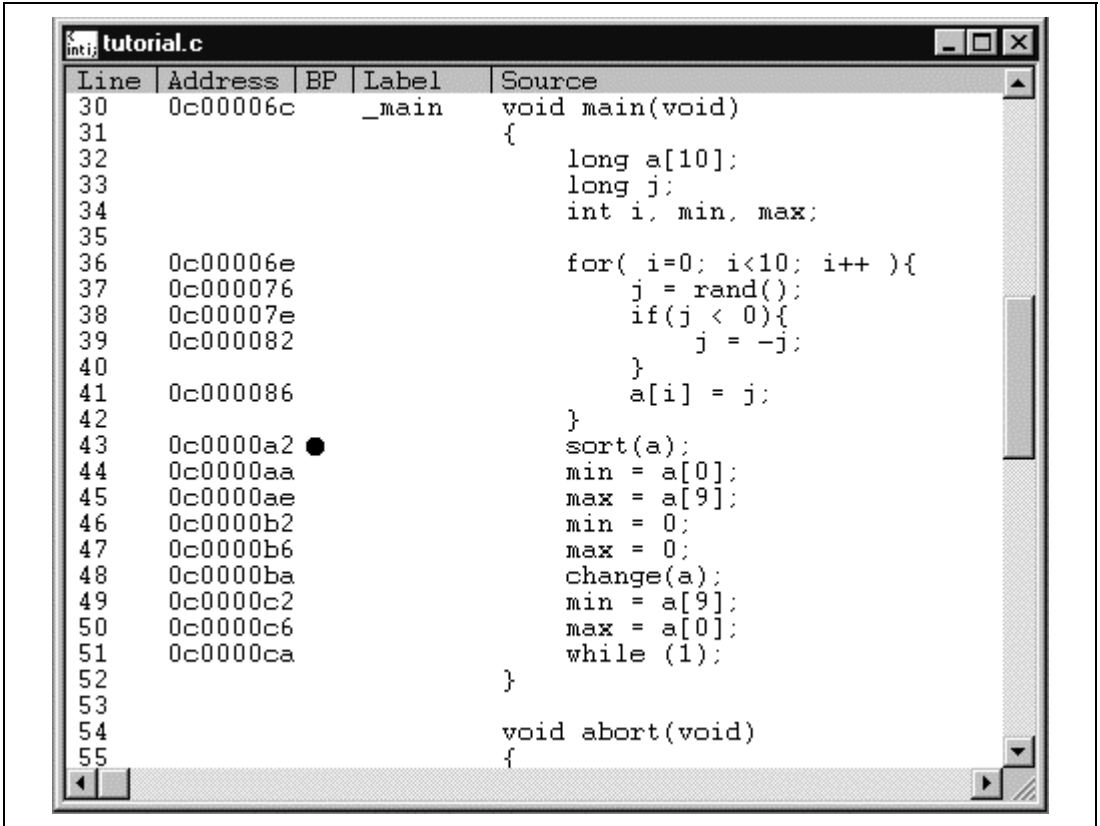 tutorial.c
Line Address BP Label Source
30 0c00006c _main void main(void)
31 {
32 long a[10];
33 long j;
34 int i, min, max;
35
36 0c00006e for( i=0; i<10; i++ ){
37 0c000076 j = rand();
38 0c00007e if(j < 0){
39 0c000082 j = -j;
40 }
41 0c000086 a[i] = j;
42 }
43 0c0000a2 sort(a);
44 0c0000aa min = a[0];
45 0c0000ae max = a[9];
46 0c0000b2 min = 0;
47 0c0000b6 max = 0;
48 0c0000ba change(a);
49 0c0000c2 min = a[9];
50 0c0000c6 max = a[0];
51 0c0000ca while (1);
52 }
53
54 void abort(void)
55 {